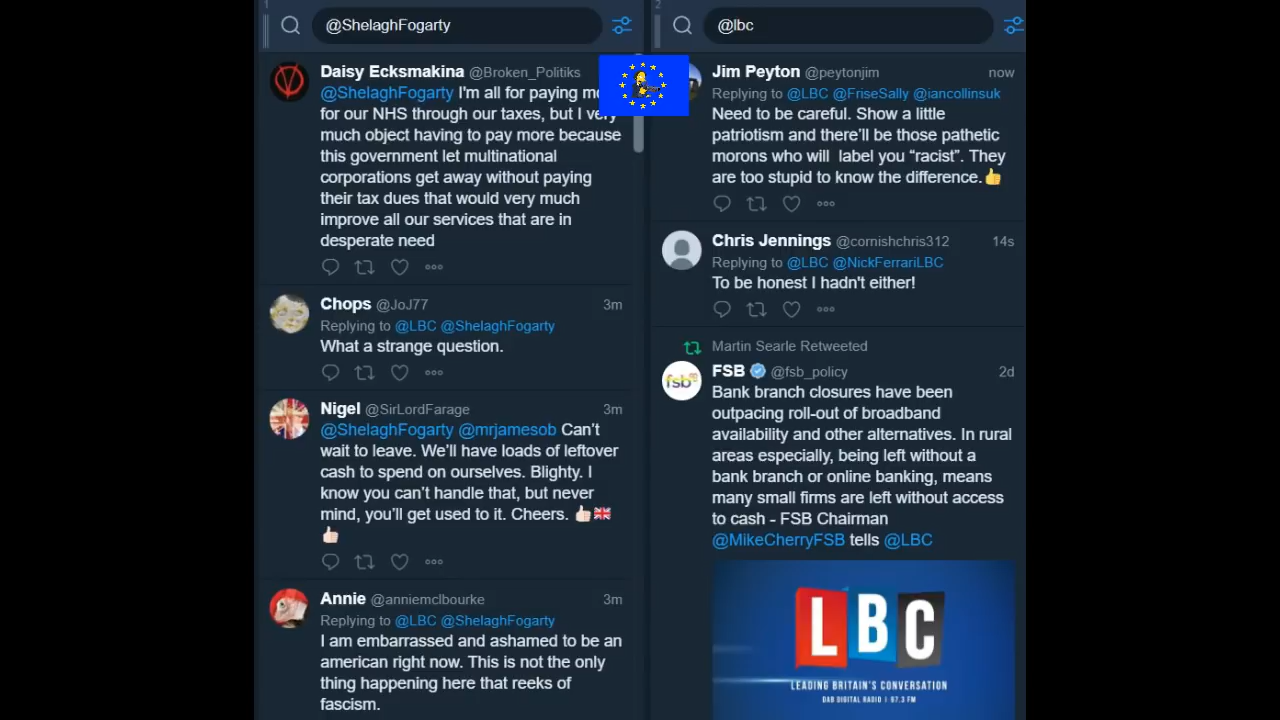 1
@ShelaghFogarty
Daisy Ecksmakina @Broken_Politiks
@ShelaghFogarty I'm all for paying
for our NHS through our taxes, but I very
much object having to pay more because
this government let multinational
corporations get away without paying
their tax dues that would very much
improve all our services that are in
desperate need
Chops @JoJ77 3m
Replying to @LBC @ShelaghFogarty
What a strange question.
Nigel @SirLordFarage 3m
@ShelaghFogarty @mrjamesob Can't
wait to leave. We'll have loads of leftover
cash to spend on ourselves. Blighty. I
know you can't handle that, but never
mind, you'll get used to it. Cheers. 👍🏻🇬🇧
👍🏻
Annie @anniemclbourke 3m
Replying to @LBC @ShelaghFogarty
I am embarrassed and ashamed to be an
american right now. This is not the only
thing happening here that reeks of
fascism.
2
@lbc
Jim Peyton @peytonjim now
Replying to @LBC @FriseSally @iancollinsuk
Need to be careful. Show a little
patriotism and there'll be those pathetic
morons who will label you “racist”. They
are too stupid to know the difference.👍
Chris Jennings @cornishchris312 14s
Replying to @LBC @NickFerrariLBC
To be honest I hadn't either!
Martin Searle Retweeted
fsb
FSB @fsb_policy 2d
Bank branch closures have been
outpacing roll-out of broadband
availability and other alternatives. In rural
areas especially, being left without a
bank branch or online banking, means
many small firms are left without access
to cash - FSB Chairman
@MikeCherryFSB tells @LBC
LBC
LEADING BRITAIN'S CONVERSATION
DAB DIGITAL RADIO | 97.3 FM